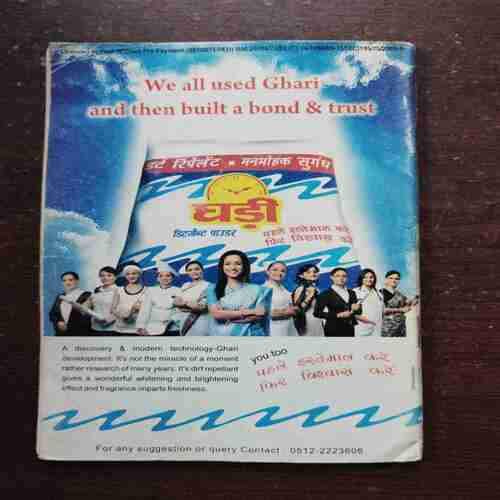 We all used Ghari
and then built a bond & trust
डर्ट रिपेलेंट ★ मनमोहक सुगंध
घड़ी
डिटर्जेन्ट पाउडर
पहले इस्तेमाल करें
फिर विश्वास करें
A discovery & modern technology-Ghari
development. It's not the miracle of a moment
rather research of many years. It's dirt repellant
gives a wonderful whitening and brightening
effect and fragrance imparts freshness.
you too
पहले इस्तेमाल करें
फिर विश्वास करें
For any suggestion or query Contact : 0512-2223606